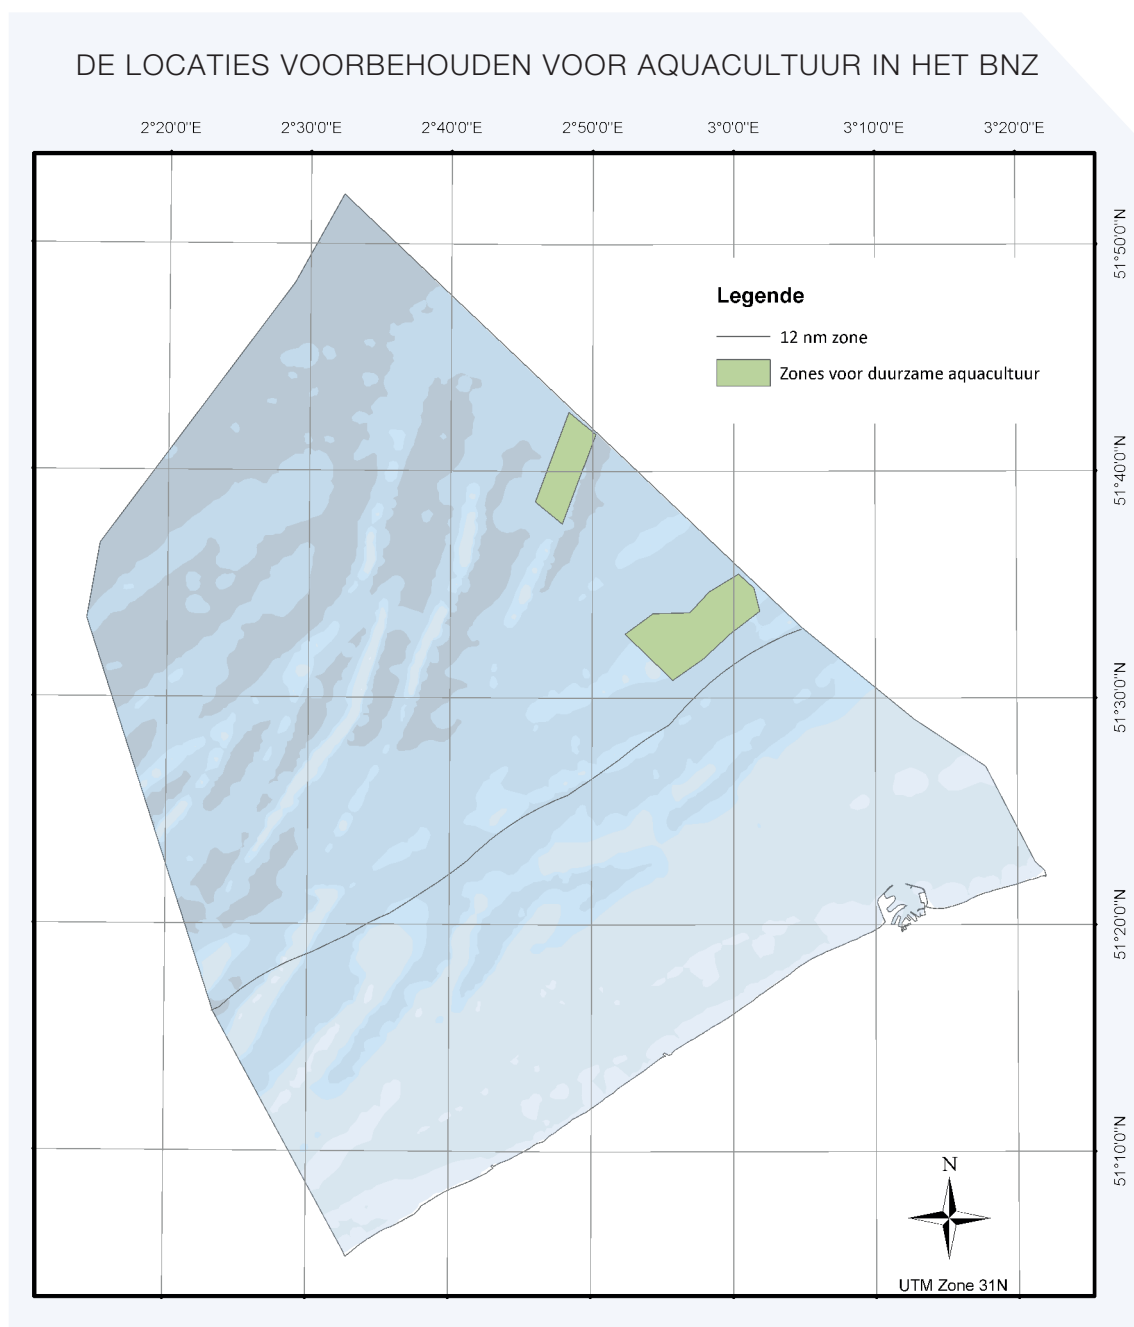 DE LOCATIES VOORBEHOUDEN VOOR AQUACULTUUR IN HET BNZ
2°20'0"E 2°30'0"E 2°40'0"E 2°50'0"E 3°0'0"E 3°10'0"E 3°20'0"E
51°50'0"N
Legende
12 nm zone
Zones voor duurzame aquacultuur
51°40'0"N
51°30'0"N
51°20'0"N
51°10'0"N
N
UTM Zone 31N